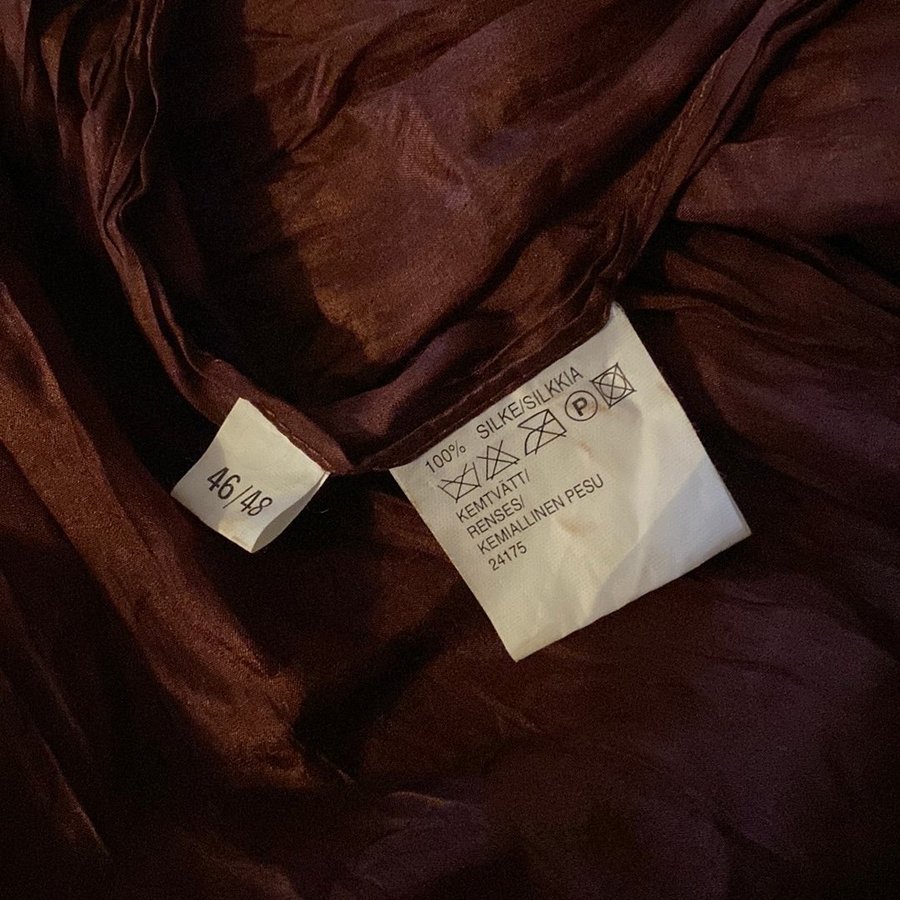 46/48
100% SILKE/SILKKIA
P
KEMTVÄTT/
RENSES/
KEMIALLINEN PESU
24175